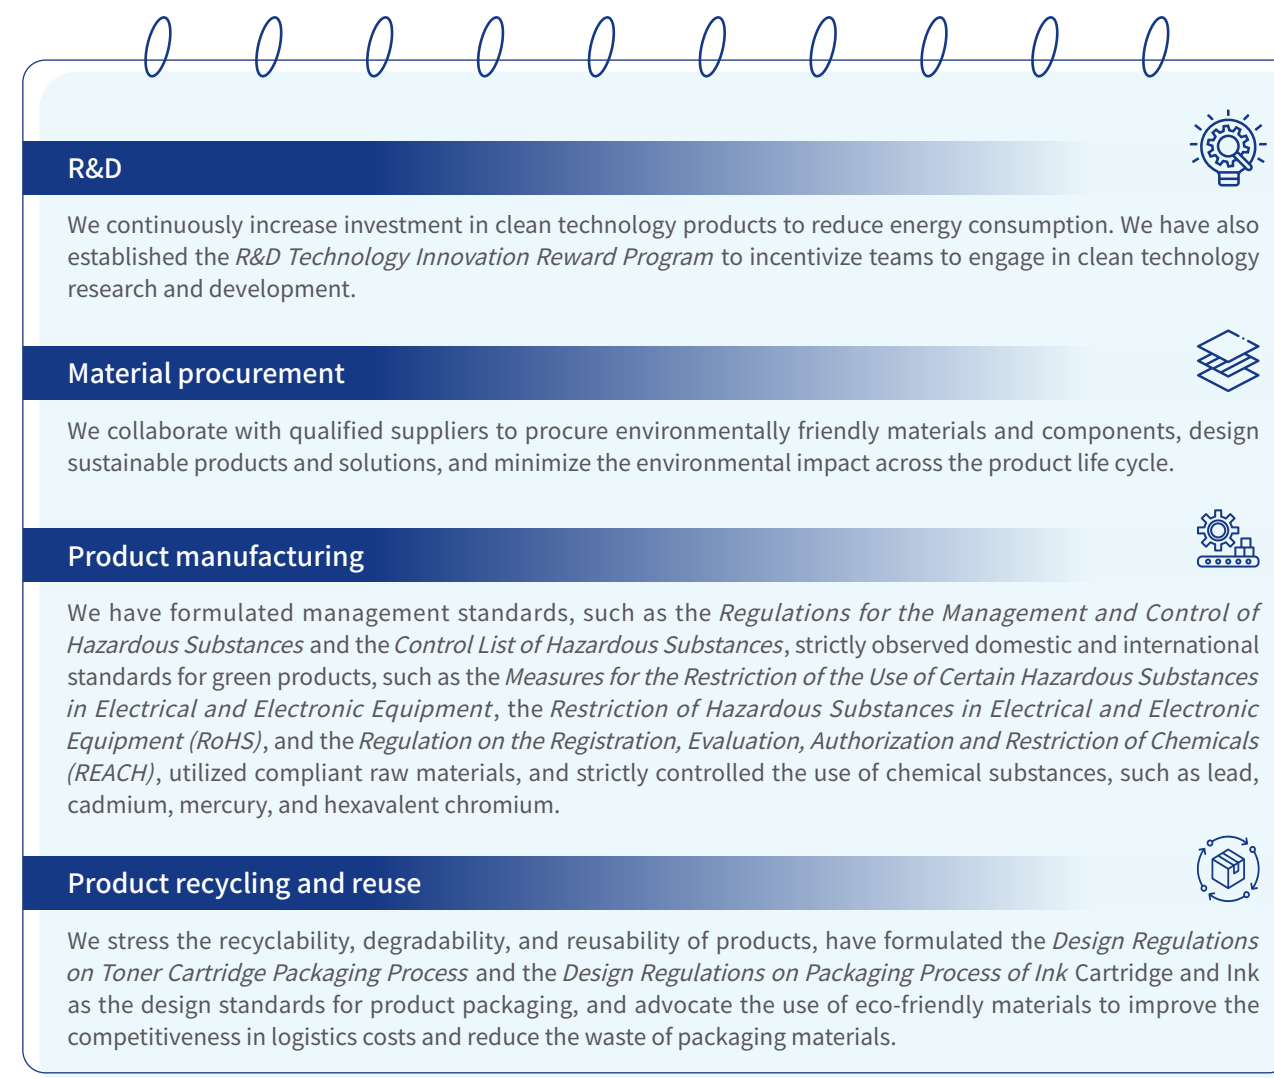 R&D
We continuously increase investment in clean technology products to reduce energy consumption. We have also
established the R&D Technology Innovation Reward Program to incentivize teams to engage in clean technology
research and development.
Material procurement
We collaborate with qualified suppliers to procure environmentally friendly materials and components, design
sustainable products and solutions, and minimize the environmental impact across the product life cycle.
Product manufacturing
We have formulated management standards, such as the Regulations for the Management and Control of
Hazardous Substances and the Control List of Hazardous Substances, strictly observed domestic and international
standards for green products, such as the Measures for the Restriction of the Use of Certain Hazardous Substances
in Electrical and Electronic Equipment, the Restriction of Hazardous Substances in Electrical and Electronic
Equipment (RoHS), and the Regulation on the Registration, Evaluation, Authorization and Restriction of Chemicals
(REACH), utilized compliant raw materials, and strictly controlled the use of chemical substances, such as lead,
cadmium, mercury, and hexavalent chromium.
Product recycling and reuse
We stress the recyclability, degradability, and reusability of products, have formulated the Design Regulations
on Toner Cartridge Packaging Process and the Design Regulations on Packaging Process of Ink Cartridge and Ink
as the design standards for product packaging, and advocate the use of eco-friendly materials to improve the
competitiveness in logistics costs and reduce the waste of packaging materials.